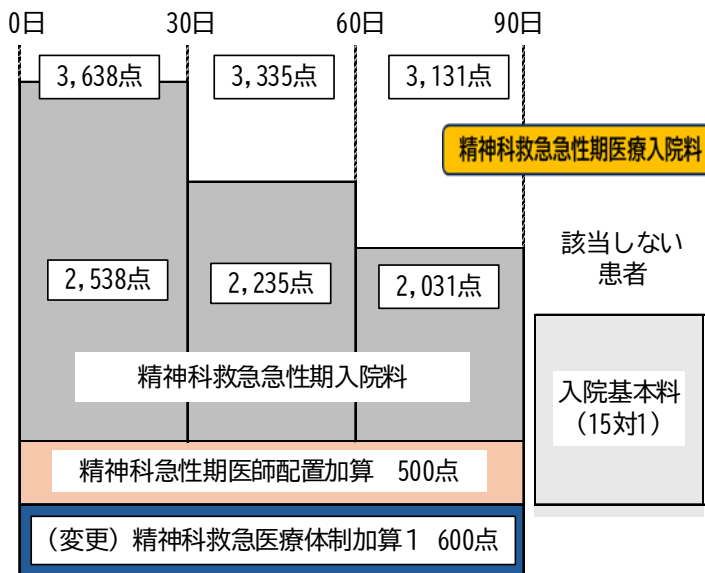 0日
30日
60日
90日
3,638点
3,335点
3,131点
精神科救急急性期医療入院料
2,538点
2,235点
2,031点
該当しない
患者
精神科救急急性期入院料
入院基本料
（15対1）
精神科急性期医師配置加算　500点
（変更）精神科救急医療体制加算１　600点